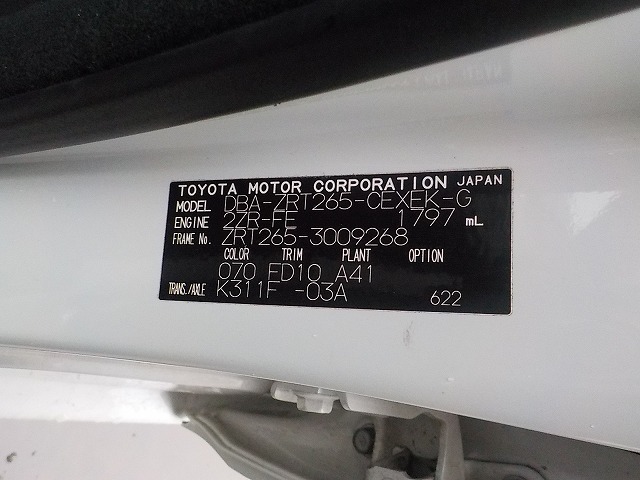 TOYOTA MOTOR CORPORATION JAPAN
MODEL DBA-ZRT265-CEXEK-G
ENGINE 2ZR-FE 1797 mL
FRAME No. ZRT265-3009268
COLOR TRIM PLANT OPTION
070 FD10 A41
TRANS./AXLE K311F -03A
622